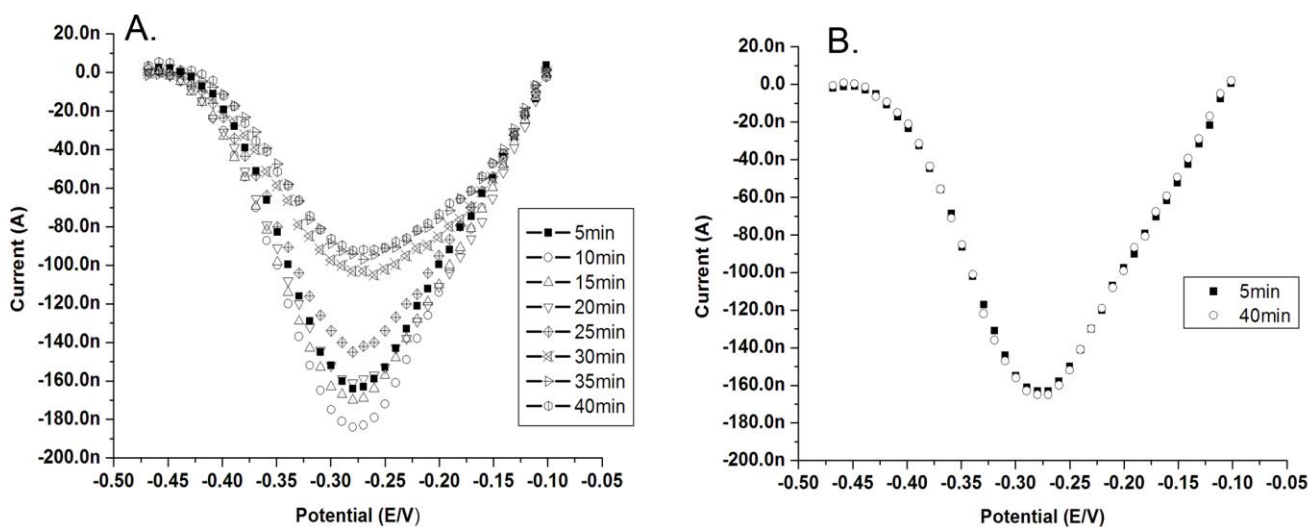 A.
20.0n
0.0
-20.0n
-40.0n
-60.0n
-80.0n
-100.0n
-120.0n
-140.0n
-160.0n
-180.0n
-200.0n
Current (A)
-0.50 -0.45 -0.40 -0.35 -0.30 -0.25 -0.20 -0.15 -0.10 -0.05
Potential (E/V)
5min
10min
15min
20min
25min
30min
35min
40min
B.
20.0n
0.0
-20.0n
-40.0n
-60.0n
-80.0n
-100.0n
-120.0n
-140.0n
-160.0n
-180.0n
-200.0n
Current (A)
-0.50 -0.45 -0.40 -0.35 -0.30 -0.25 -0.20 -0.15 -0.10 -0.05
Potential (E/V)
5min
40min